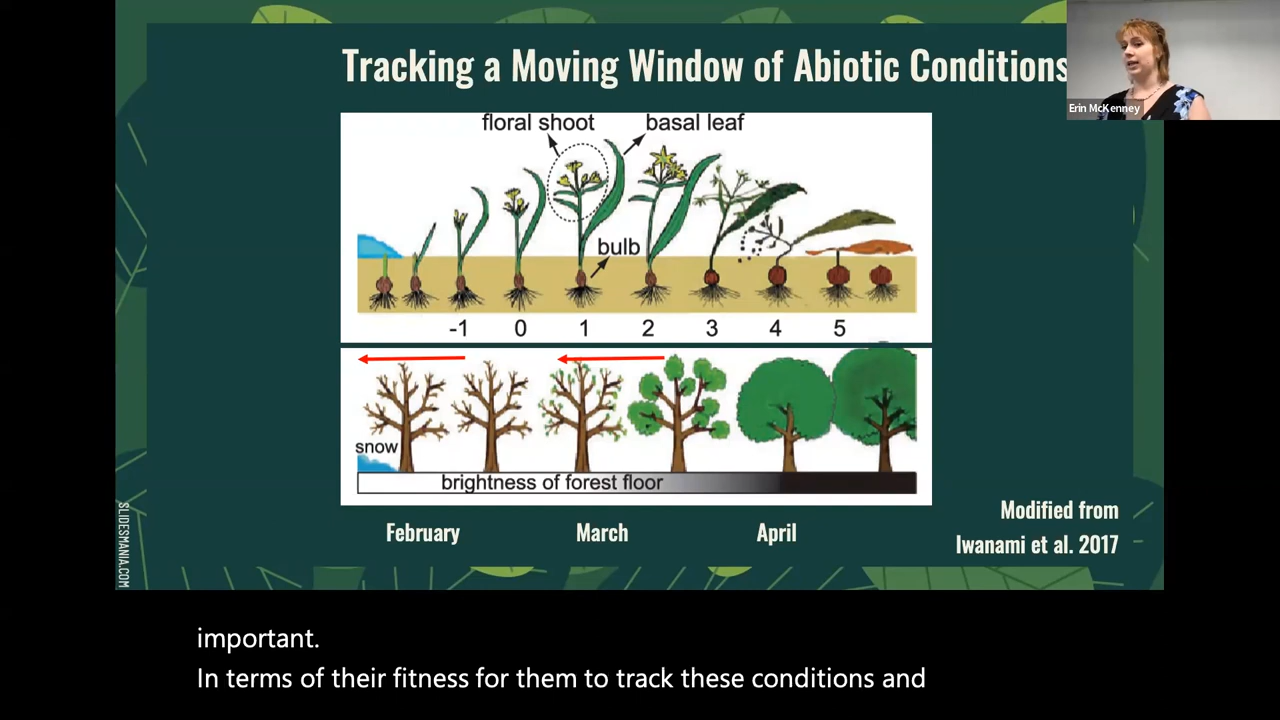 Tracking a Moving Window of Abiotic Conditions
Erin McKenney
floral shoot
basal leaf
bulb
-1 0 1 2 3 4 5
snow
brightness of forest floor
February March April
Modified from
Iwanami et al. 2017
SLIDESMANIA.COM
important.
In terms of their fitness for them to track these conditions and